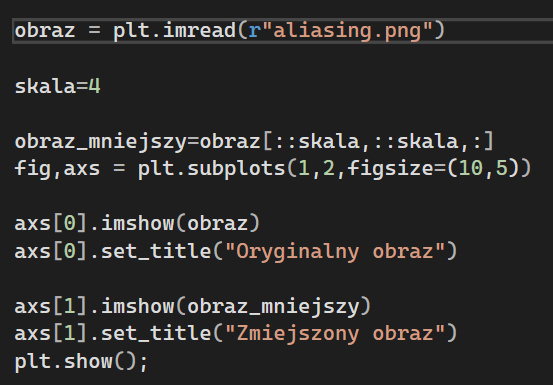 obraz = plt.imread(r"aliasing.png")
skala=4
obraz_mniejszy=obraz[::skala,::skala,:]
fig,axs = plt.subplots(1,2,figsize=(10,5))
axs[0].imshow(obraz)
axs[0].set_title("Oryginalny obraz")
axs[1].imshow(obraz_mniejszy)
axs[1].set_title("Zmiejszony obraz")
plt.show();